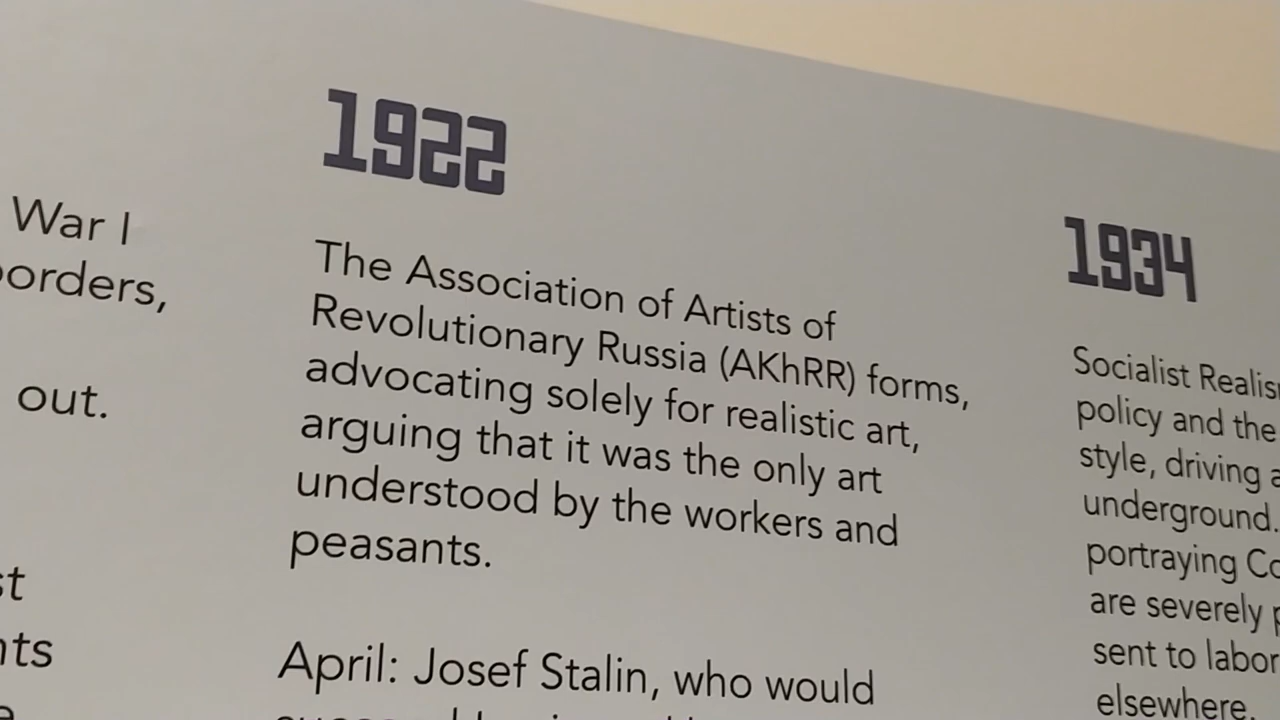 War I
out.
1922
The Association of Artists of
Revolutionary Russia (AKhRR) forms,
advocating solely for realistic art,
arguing that it was the only art
understood by the workers and
peasants.
April: Josef Stalin, who would
1934
Socialist
policy and the
style, driving
underground.
portraying
are severely
sent to labor
elsewhere.